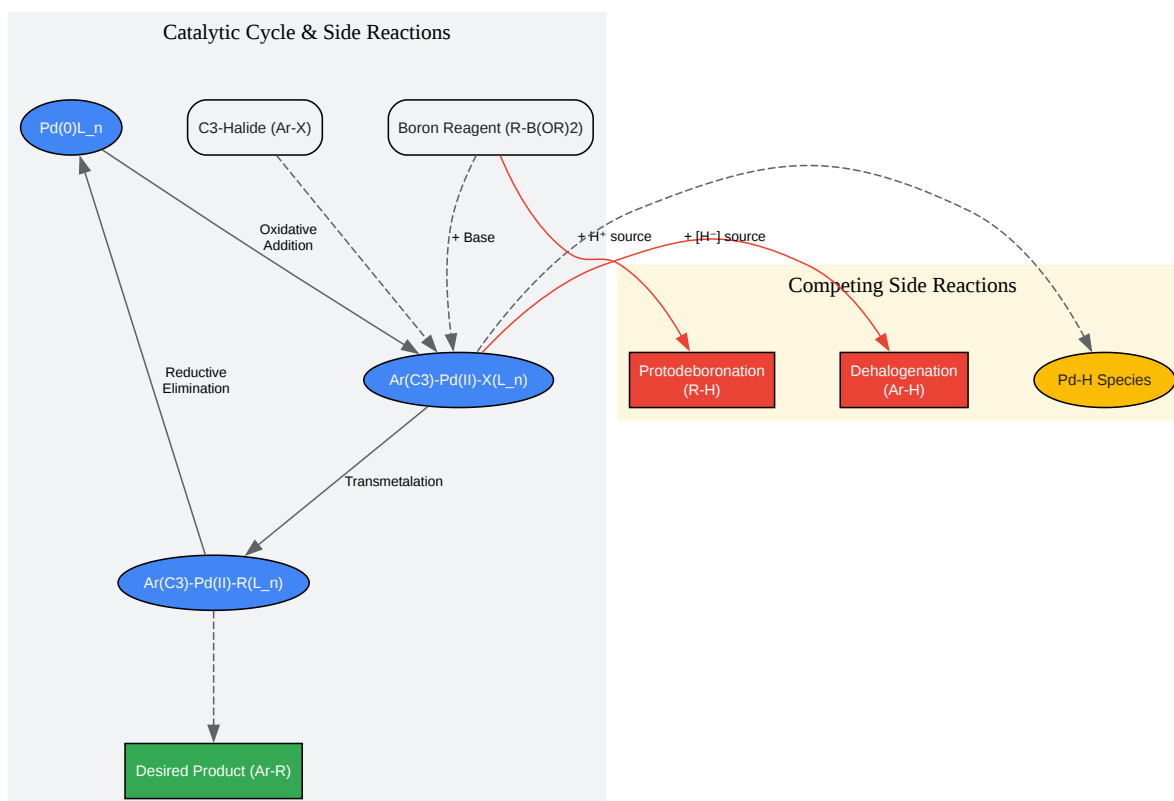 Catalytic Cycle & Side Reactions
Pd(0)L_n
C3-Halide (Ar-X)
Boron Reagent (R-B(OR)2)
Oxidative
Addition
+ Base
+ H⁺ source
+ [H⁻] source
Competing Side Reactions
Reductive
Elimination
Ar(C3)-Pd(II)-X(L_n)
Protodeboronation
(R-H)
Dehalogenation
(Ar-H)
Pd-H Species
Transmetalation
Ar(C3)-Pd(II)-R(L_n)
Desired Product (Ar-R)